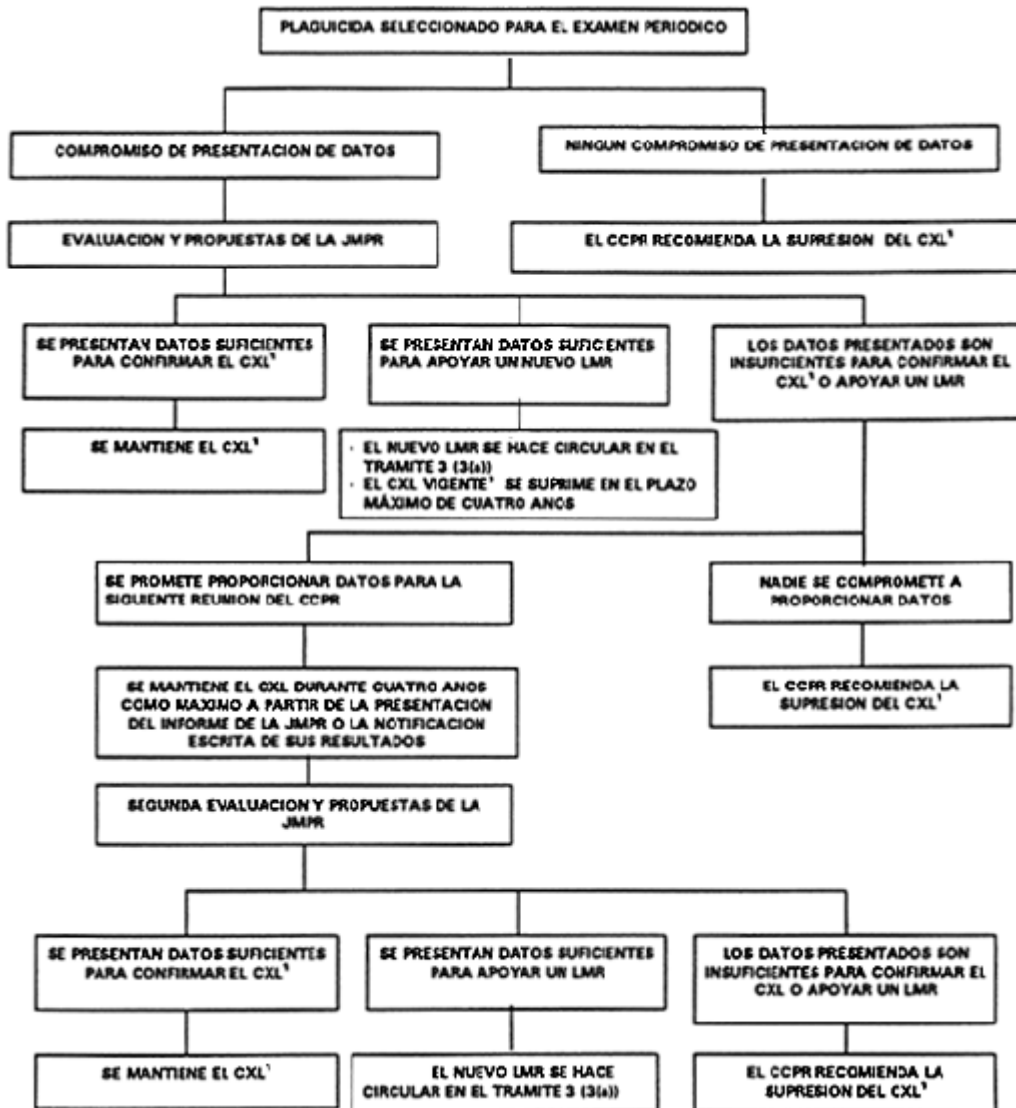 PLAGUICIDA SELECCIONADO PARA EL EXAMEN PERIODICO
COMPROMISO DE PRESENTACION DE DATOS
NINGUN COMPROMISO DE PRESENTACION DE DATOS
EVALUACION Y PROPUESTAS DE LA JMPR
EL CCPR RECOMIENDA LA SUPRESION DEL CXL¹
SE PRESENTAN DATOS SUFICIENTES
PARA CONFIRMAR EL CXL¹
SE PRESENTAN DATOS SUFICIENTES
PARA APOYAR UN NUEVO LMR
LOS DATOS PRESENTADOS SON
INSUFICIENTES PARA CONFIRMAR EL
CXL¹ O APOYAR UN LMR
SE MANTIENE EL CXL¹
· EL NUEVO LMR SE HACE CIRCULAR EN EL
TRAMITE 3 (3(a))
· EL CXL VIGENTE¹ SE SUPRIME EN EL PLAZO
MÁXIMO DE CUATRO ANOS
SE PROMETE PROPORCIONAR DATOS PARA LA
SIGUIENTE REUNION DEL CCPR
NADIE SE COMPROMETE A
PROPORCIONAR DATOS
SE MANTIENE EL CXL DURANTE CUATRO ANOS
COMO MAXIMO A PARTIR DE LA PRESENTACION
DEL INFORME DE LA JMPR O LA NOTIFICACION
ESCRITA DE SUS RESULTADOS
EL CCPR RECOMIENDA LA
SUPRESION DEL CXL¹
SEGUNDA EVALUACION Y PROPUESTAS DE LA
JMPR
SE PRESENTAN DATOS SUFICIENTES
PARA CONFIRMAR EL CXL¹
SE PRESENTAN DATOS SUFICIENTES
PARA APOYAR UN LMR
LOS DATOS PRESENTADOS SON
INSUFICIENTES PARA CONFIRMAR EL
CXL O APOYAR UN LMR
SE MANTIENE EL CXL¹
EL NUEVO LMR SE HACE
CIRCULAR EN EL TRAMITE 3 (3(a))
EL CCPR RECOMIENDA LA
SUPRESION DEL CXL¹